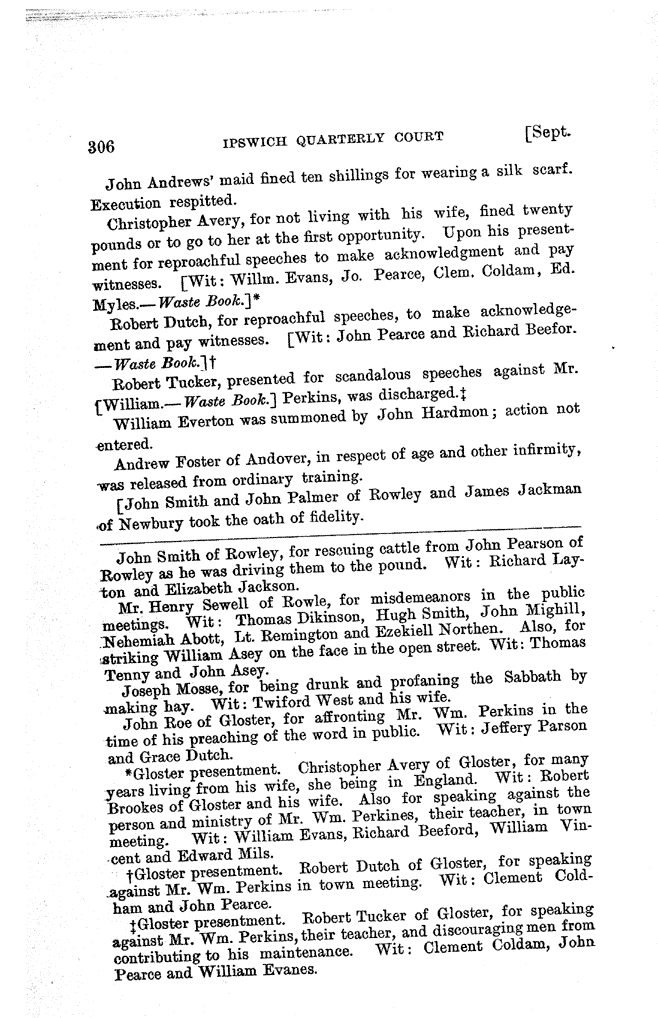 306 IPSWICH QUARTERLY COURT [Sept.
John Andrews' maid fined ten shillings for wearing a silk scarf.
Execution respitted.
Christopher Avery, for not living with his wife, fined twenty
pounds or to go to her at the first opportunity. Upon his present-
ment for reproachful speeches to make acknowledgment and pay
witnesses. [Wit: Willm. Evans, Jo. Pearce, Clem. Coldam, Ed.
Myles.—Waste Book.]*
Robert Dutch, for reproachful speeches, to make acknowledge-
ment and pay witnesses. [Wit: John Pearce and Richard Beefor.
—Waste Book.]†
Robert Tucker, presented for scandalous speeches against Mr.
[William.—Waste Book.] Perkins, was discharged.‡
William Everton was summoned by John Hardmon; action not
entered.
Andrew Foster of Andover, in respect of age and other infirmity,
was released from ordinary training.
[John Smith and John Palmer of Rowley and James Jackman
of Newbury took the oath of fidelity.
John Smith of Rowley, for rescuing cattle from John Pearson of
Rowley as he was driving them to the pound. Wit: Richard Lay-
ton and Elizabeth Jackson.
Mr. Henry Sewell of Rowle, for misdemeanors in the public
meetings. Wit: Thomas Dikinson, Hugh Smith, John Mighill,
Nehemiah Abott, Lt. Remington and Ezekiell Northen. Also, for
striking William Asey on the face in the open street. Wit: Thomas
Tenny and John Asey.
Joseph Mosse, for being drunk and profaning the Sabbath by
making hay. Wit: Twiford West and his wife.
John Roe of Gloster, for affronting Mr. Wm. Perkins in the
time of his preaching of the word in public. Wit: Jeffery Parson
and Grace Dutch.
*Gloster presentment. Christopher Avery of Gloster, for many
years living from his wife, she being in England. Wit: Robert
Brookes of Gloster and his wife. Also for speaking against the
person and ministry of Mr. Wm. Perkines, their teacher, in town
meeting. Wit: William Evans, Richard Beeford, William Vin-
cent and Edward Mils.
†Gloster presentment. Robert Dutch of Gloster, for speaking
against Mr. Wm. Perkins in town meeting. Wit: Clement Cold-
ham and John Pearce.
‡Gloster presentment. Robert Tucker of Gloster, for speaking
against Mr. Wm. Perkins, their teacher, and discouraging men from
contributing to his maintenance. Wit: Clement Coldam, John
Pearce and William Evanes.